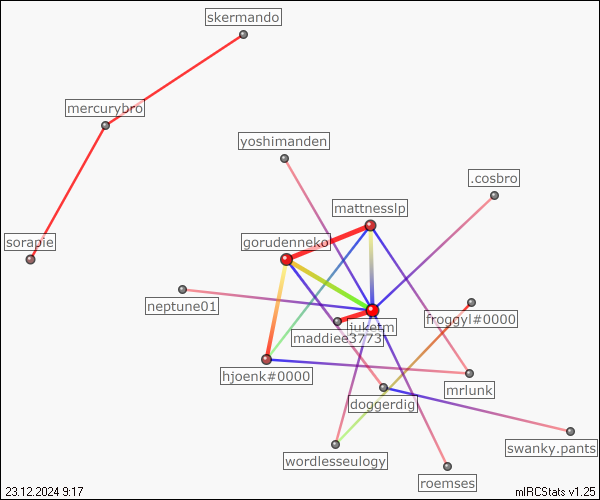 skermando
mercurybro
yoshimanden
.cosbro
mattnesslp
sorapie
gorudenneko
neptune01
froggyl#0000
maddiee3773
hjoenk#0000
mrlunk
doggerdig
swanky.pants
wordlesseulogy
roemses
23.12.2024 9:17
mIRCStats v1.25